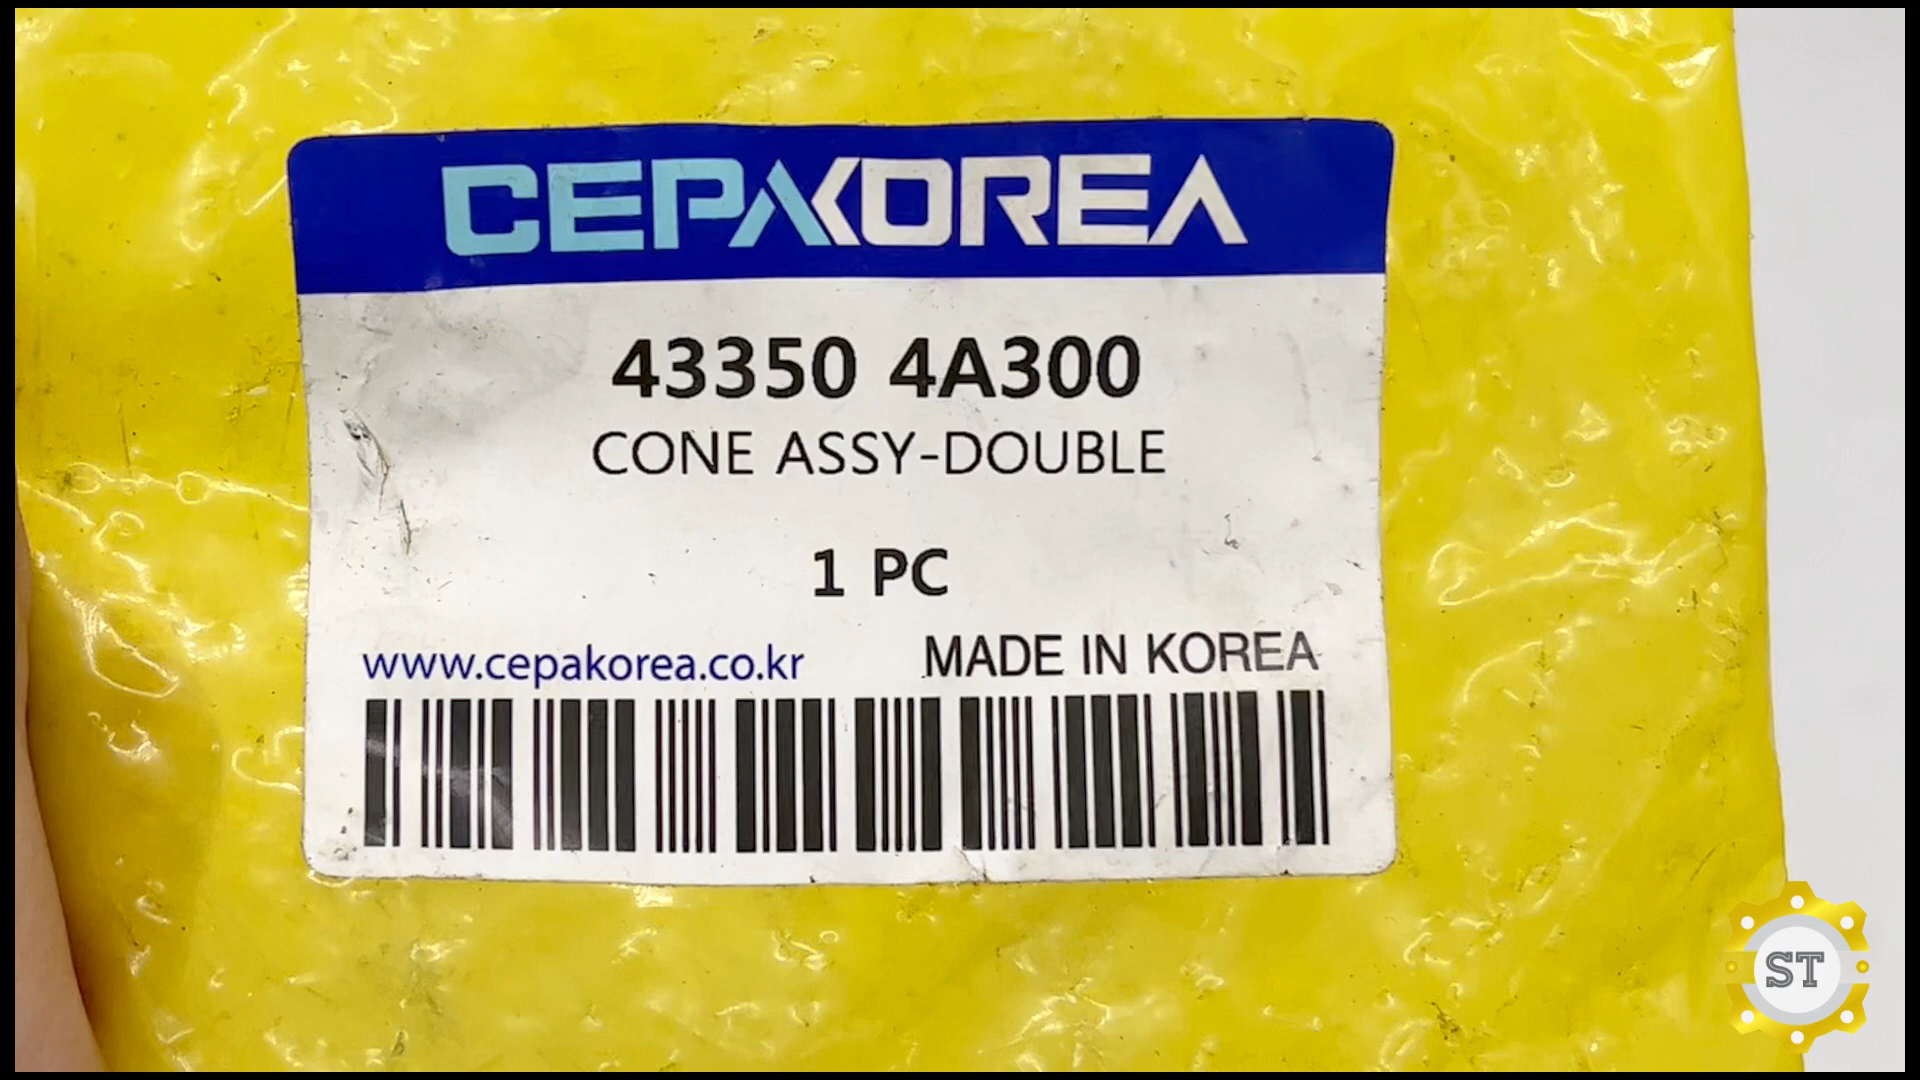 CEPAKOREA
43350 4A300
CONE ASSY-DOUBLE
1 PC
www.cepakorea.co.kr
MADE IN KOREA
ST